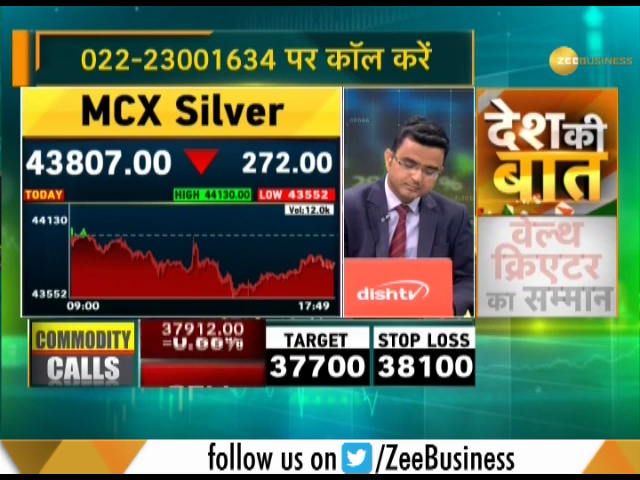 022-23001634 पर कॉल करें
ZEEBUSINESS
MCX Silver
43807.00 ▼ 272.00
TODAY HIGH 44130.00 LOW 43552
Vol:12.0k
44130
43552
09:00 17:49
dishtv
देश की
बात
वेल्थ
क्रिएटर
का सम्मान
COMMODITY
CALLS
37912.00
TARGET
37700
STOP LOSS
38100
follow us on /ZeeBusiness